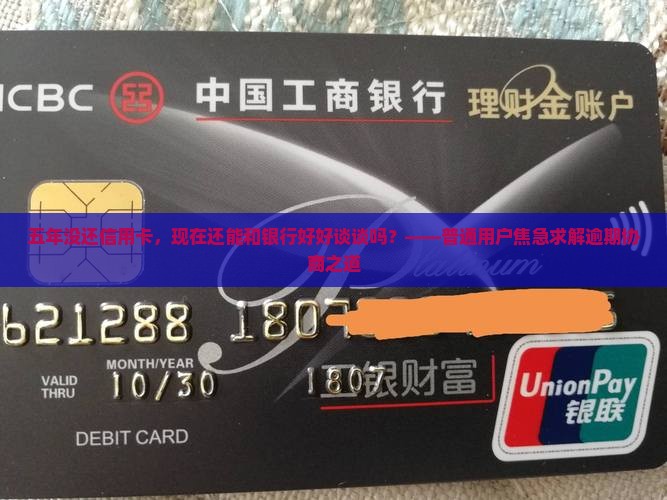 ICBC 中国工商银行 理财金账户
五年没还信用卡，现在还能和银行好好谈谈吗？——普通用户焦急求解逾期协
商之道
Platinum
621288 180
MONTH/YEAR
VALID THRU 10/30 1807
工银财富
UnionPay
银联
DEBIT CARD